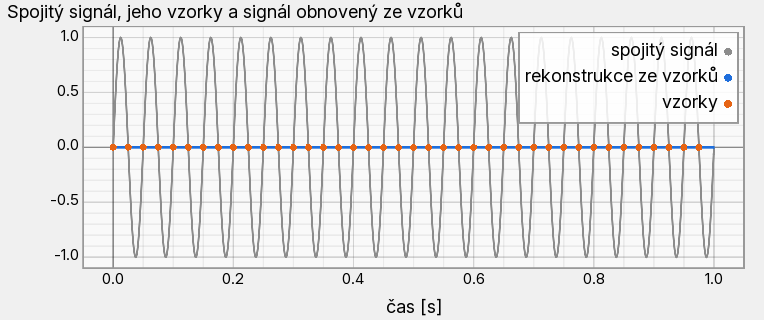 Spojitý signál, jeho vzorky a signál obnovený ze vzorků
1.0
0.5
0.0
-0.5
-1.0
spojitý signál
rekonstrukce ze vzorků
vzorky
0.0 0.2 0.4 0.6 0.8 1.0
čas [s]